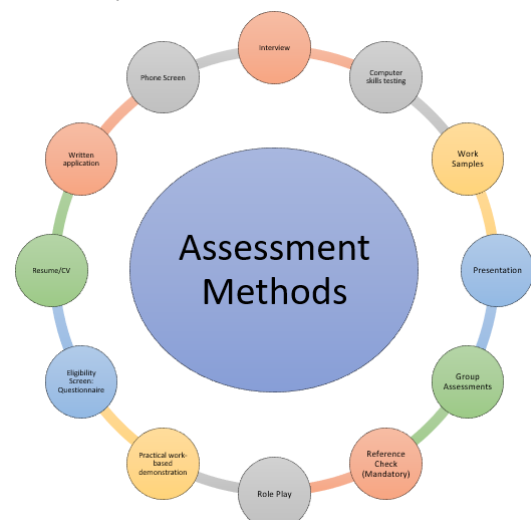 Interview
Computer
skills testing
Work
Samples
Presentation
Group
Assessments
Reference
Check
(Mandatory)
Role Play
Practical work-
based
demonstration
Eligibility
Screen:
Questionnaire
Resume/CV
Written
application
Phone Screen
Assessment
Methods